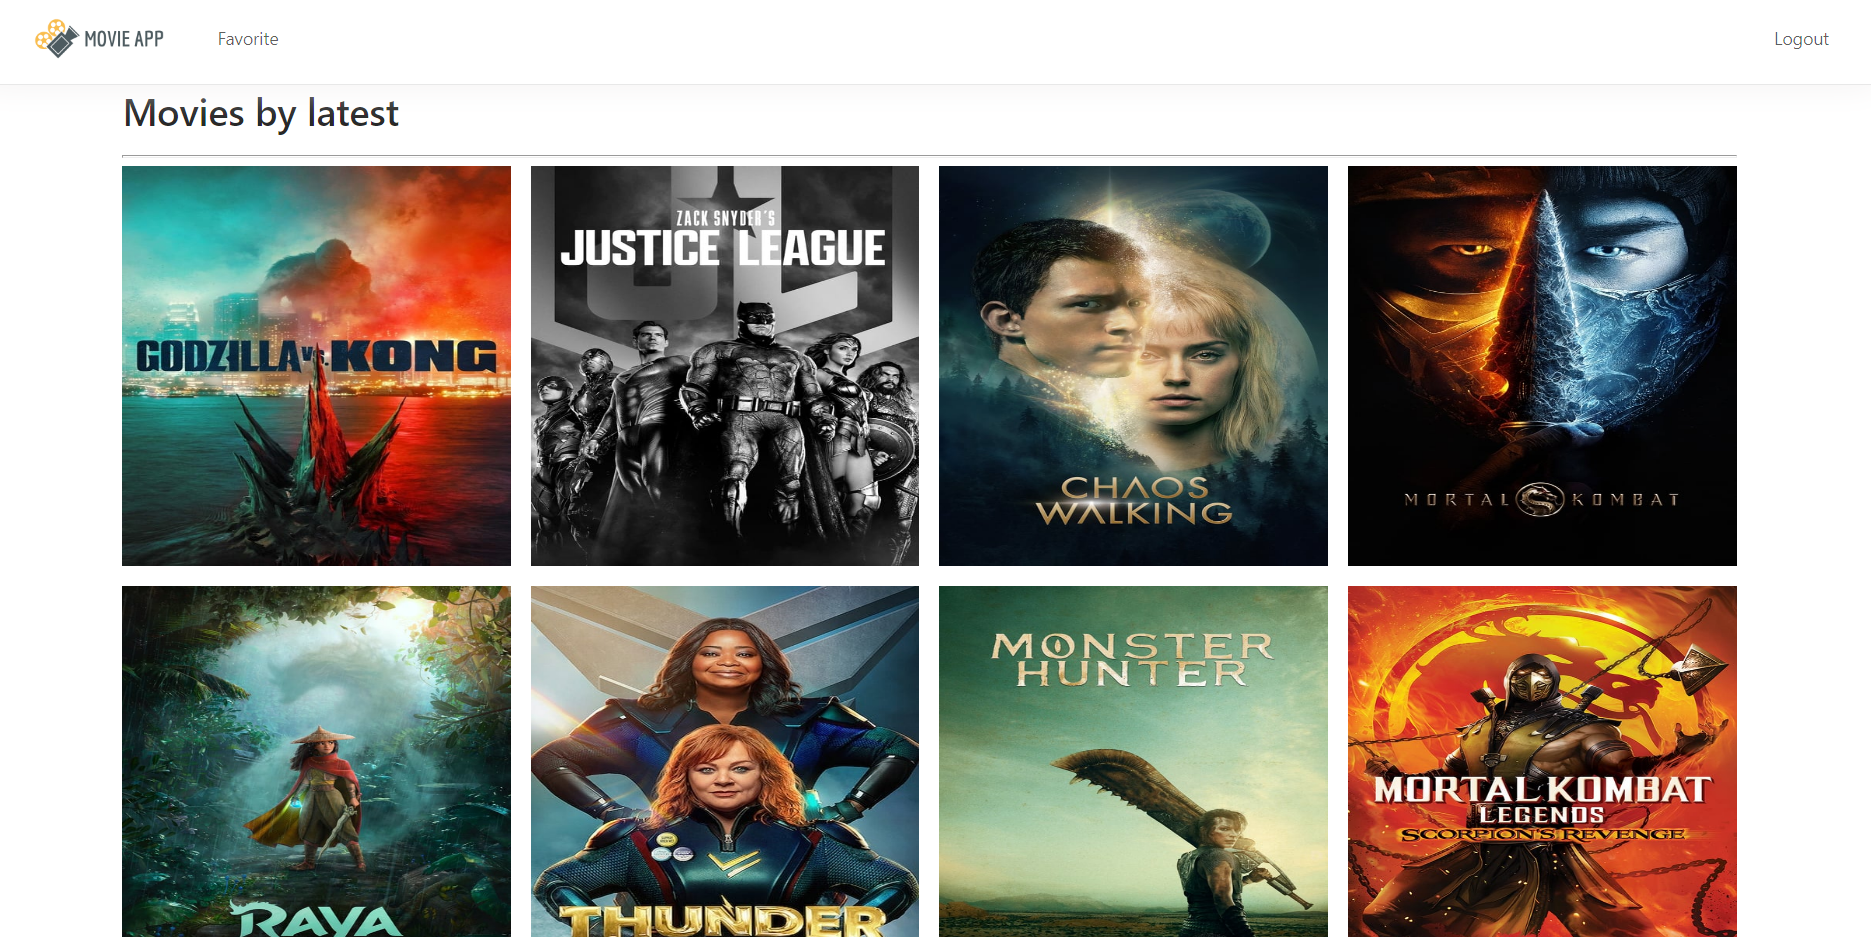 MOVIE APP
Favorite
Logout
Movies by latest
GODZILLA vs. KONG
ZACK SNYDER'S
JUSTICE LEAGUE
CHAOS
WALKING
MORTAL KOMBAT
RAYA
THUNDER
MONSTER
HUNTER
MORTAL KOMBAT
LEGENDS
SCORPION'S REVENGE